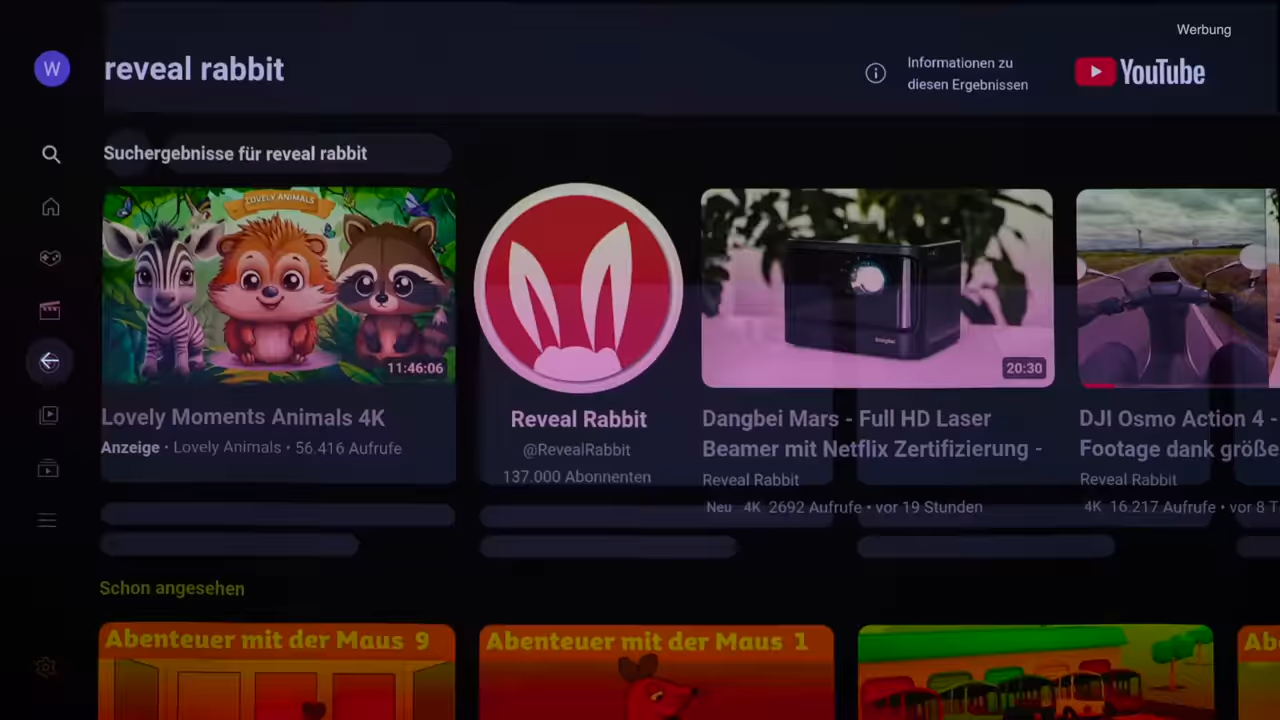 Werbung
W
reveal rabbit
Informationen zu
diesen Ergebnissen
YouTube
Suchergebnisse für reveal rabbit
LOVELY ANIMALS
11:46:06
Lovely Moments Animals 4K
Anzeige • Lovely Animals • 56.416 Aufrufe
Reveal Rabbit
@RevealRabbit
137.000 Abonnenten
Dangbei
20:30
Dangbei Mars - Full HD Laser
Beamer mit Netflix Zertifizierung -
Reveal Rabbit
Neu 4K 2692 Aufrufe • vor 19 Stunden
DJI Osmo Action 4 -
Footage dank größe
Reveal Rabbit
4K 16.217 Aufrufe • vor 8 T
Schon angesehen
Abenteuer mit der Maus 9
Abenteuer mit der Maus 1
Ab